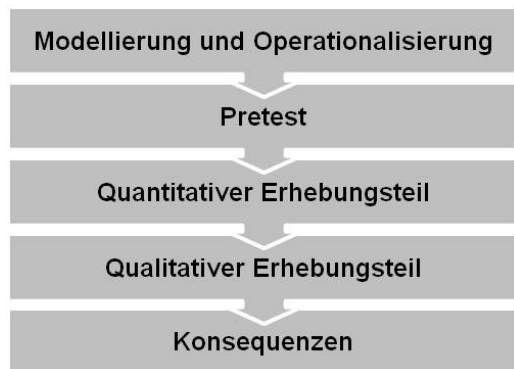 Modellierung und Operationalisierung
Pretest
Quantitativer Erhebungsteil
Qualitativer Erhebungsteil
Konsequenzen